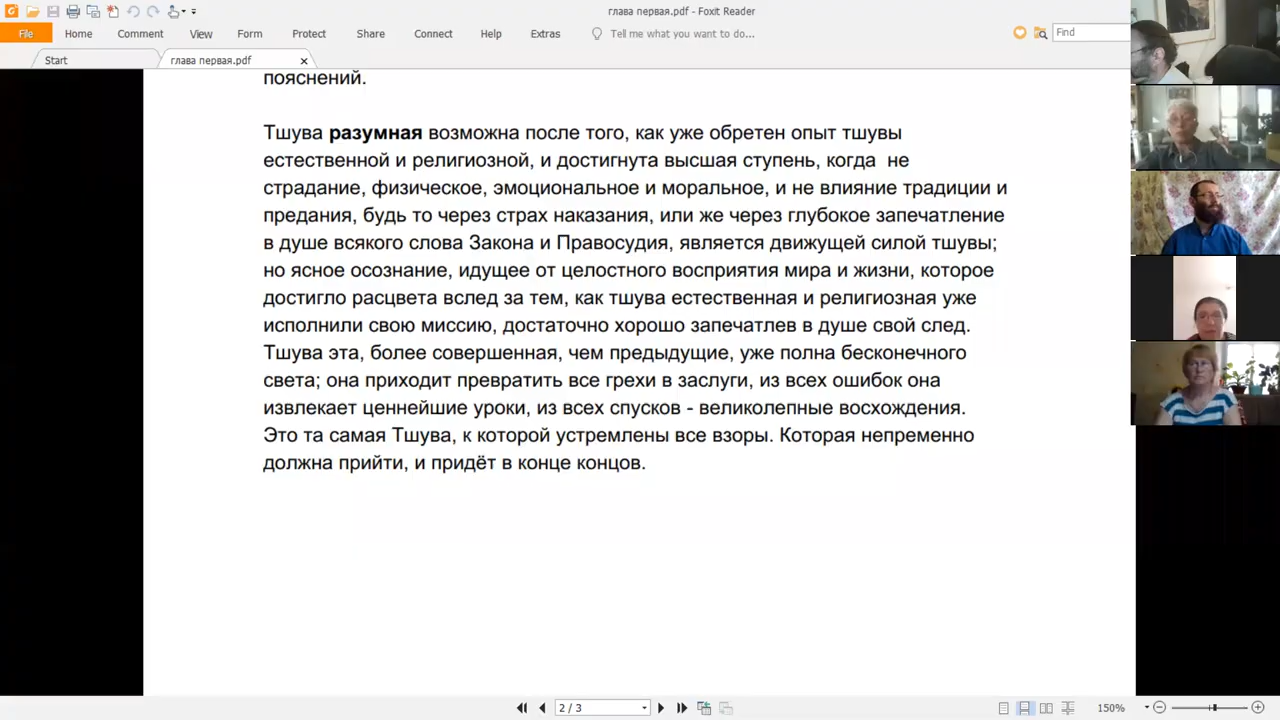 глава первая.pdf - Foxit Reader
File Home Comment View Form Protect Share Connect Help Extras Tell me what you want to do... Find
Start глава первая.pdf
пояснений.
Тшува разумная возможна после того, как уже обретен опыт тшувы
естественной и религиозной, и достигнута высшая ступень, когда не
страдание, физическое, эмоциональное и моральное, и не влияние традиции и
предания, будь то через страх наказания, или же через глубокое запечатление
в душе всякого слова Закона и Правосудия, является движущей силой тшувы;
но ясное осознание, идущее от целостного восприятия мира и жизни, которое
достигло расцвета вслед за тем, как тшува естественная и религиозная уже
исполнили свою миссию, достаточно хорошо запечатлев в душе свой след.
Тшува эта, более совершенная, чем предыдущие, уже полна бесконечного
света; она приходит превратить все грехи в заслуги, из всех ошибок она
извлекает ценнейшие уроки, из всех спусков - великолепные восхождения.
Это та самая Тшува, к которой устремлены все взоры. Которая непременно
должна прийти, и придёт в конце концов.
2 / 3 150%